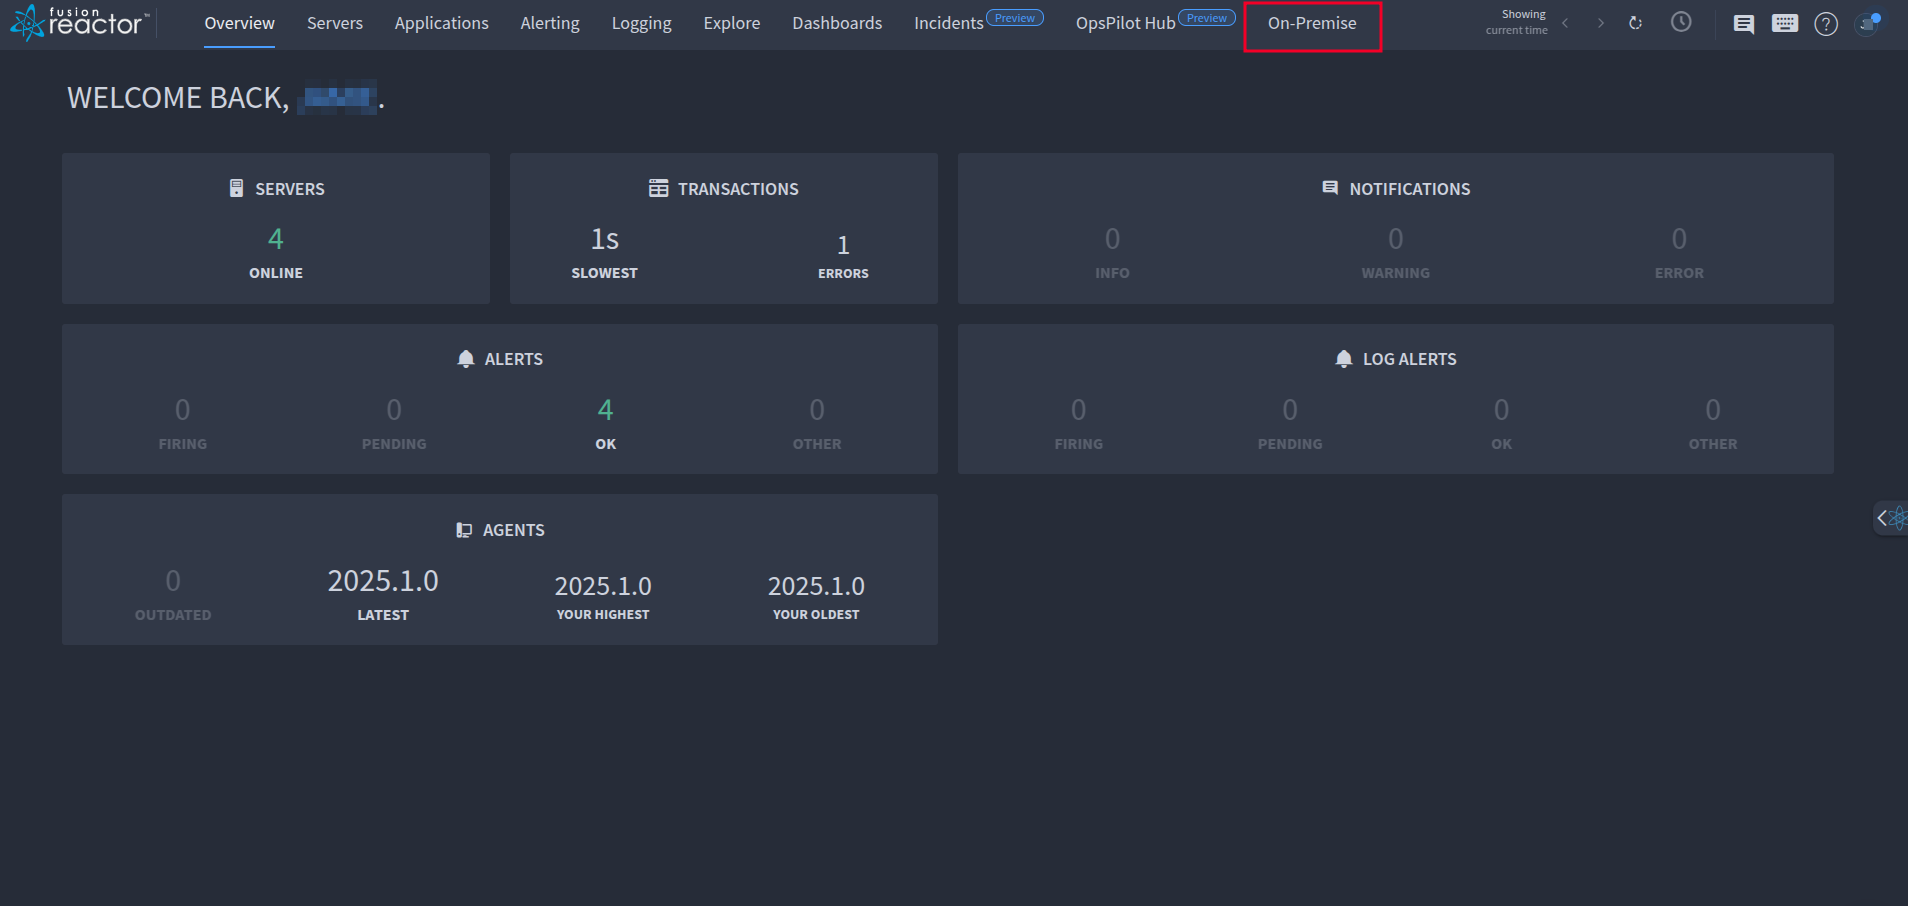 fusion
reactor™
Overview Servers Applications Alerting Logging Explore Dashboards Incidents Preview OpsPilot Hub Preview On-Premise
Showing
current time
WELCOME BACK, .
SERVERS
4
ONLINE
TRANSACTIONS
1s 1
SLOWEST ERRORS
NOTIFICATIONS
0 0 0
INFO WARNING ERROR
ALERTS
0 0 4 0
FIRING PENDING OK OTHER
LOG ALERTS
0 0 0 0
FIRING PENDING OK OTHER
AGENTS
0 2025.1.0 2025.1.0 2025.1.0
OUTDATED LATEST YOUR HIGHEST YOUR OLDEST